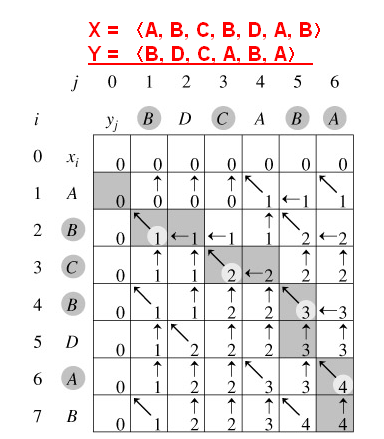 X = ⟨A, B, C, B, D, A, B⟩
Y = ⟨B, D, C, A, B, A⟩
j 0 1 2 3 4 5 6
i yj B D C A B A
0 xi 0 0 0 0 0 0 0
1 A 0 ↑0 ↑0 ↑0 ↖1 ←1 ↖1
2 B 0 ↖1 ←1 ←1 ↑1 ↖2 ←2
3 C 0 ↑1 ↑1 ↖2 ←2 ↑2 ↑2
4 B 0 ↖1 ↑1 ↑2 ↑2 ↖3 ←3
5 D 0 ↑1 ↖2 ↑2 ↑2 ↑3 ↑3
6 A 0 ↑1 ↑2 ↑2 ↖3 ↑3 ↖4
7 B 0 ↖1 ↑2 ↑2 ↑3 ↖4 ↑4